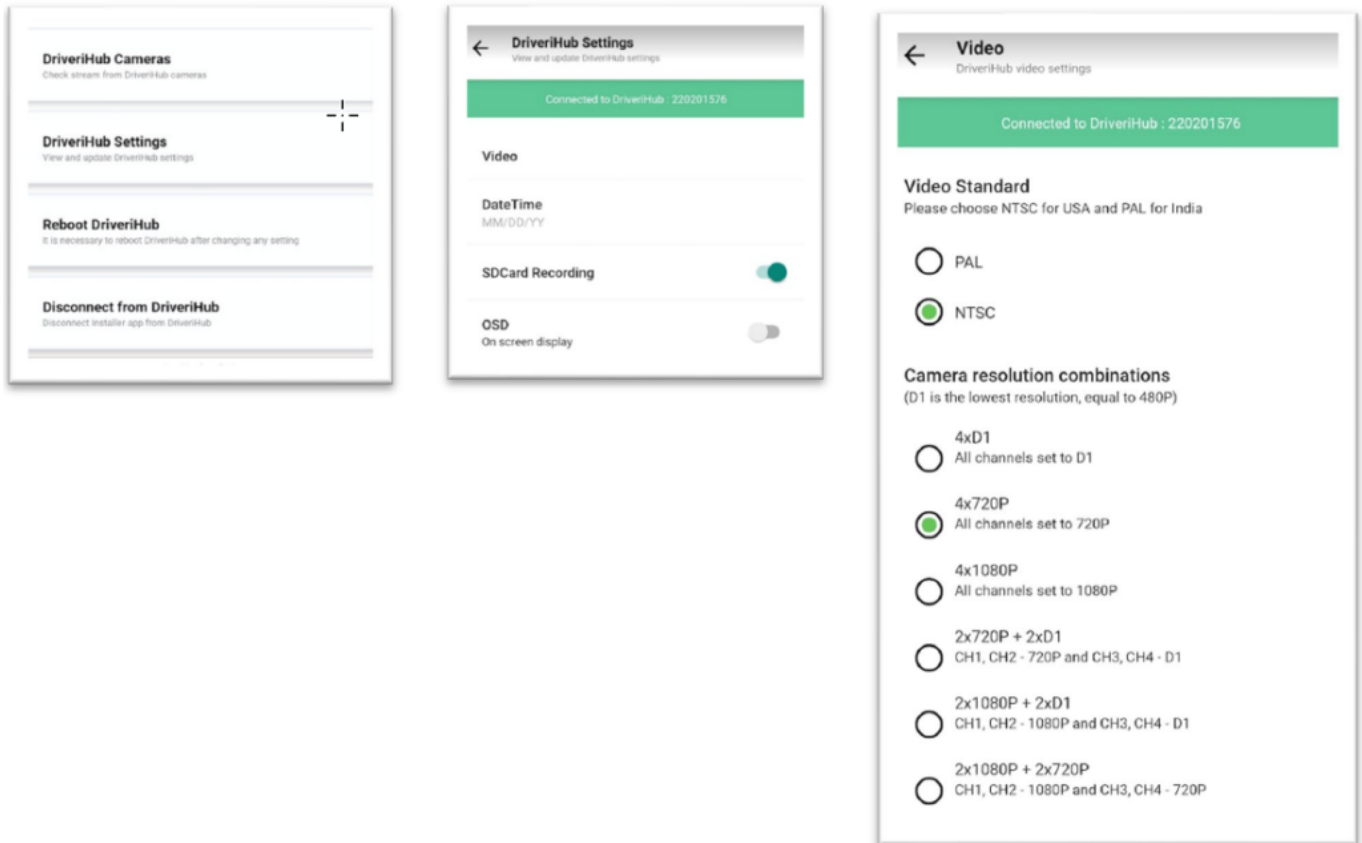 DriveriHub Cameras
Check stream from DriveriHub cameras
DriveriHub Settings
View and update DriveriHub settings
Reboot DriveriHub
It is necessary to reboot DriveriHub after changing any setting
Disconnect from DriveriHub
Disconnect Installer app from DriveriHub
DriveriHub Settings
View and update DriveriHub settings
Connected to DriveriHub : 220201576
Video
DateTime
MM/DD/YY
SDCard Recording
OSD
On screen display
Video
DriveriHub video settings
Connected to DriveriHub : 220201576
Video Standard
Please choose NTSC for USA and PAL for India
PAL
NTSC
Camera resolution combinations
(D1 is the lowest resolution, equal to 480P)
4xD1
All channels set to D1
4x720P
All channels set to 720P
4x1080P
All channels set to 1080P
2x720P + 2xD1
CH1, CH2 - 720P and CH3, CH4 - D1
2x1080P + 2xD1
CH1, CH2 - 1080P and CH3, CH4 - D1
2x1080P + 2x720P
CH1, CH2 - 1080P and CH3, CH4 - 720P